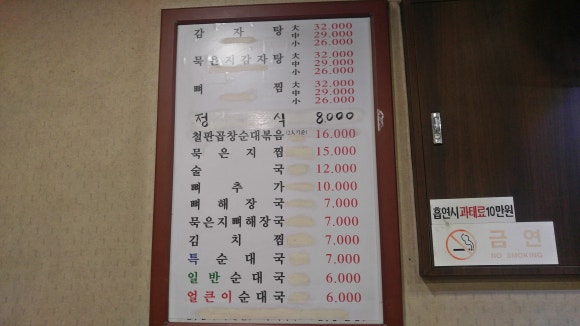 감 자 탕 大 32.000
中 29.000
小 26.000
묵은지감자탕 大 32.000
中 29.000
小 26.000
뼈 찜 大 32.000
中 29.000
小 26.000
정 식 8000
철판곱창순대볶음 16.000
묵 은 지 찜 15.000
술 국 12.000
뼈 추 가 10.000
뼈 해 장 국 7.000
묵은지뼈해장국 7.000
김 치 찜 7.000
특 순 대 국 7.000
일 반 순 대 국 6.000
얼 큰 이 순 대 국 6.000
흡연시과태료10만원
금 연
NO SMOKING